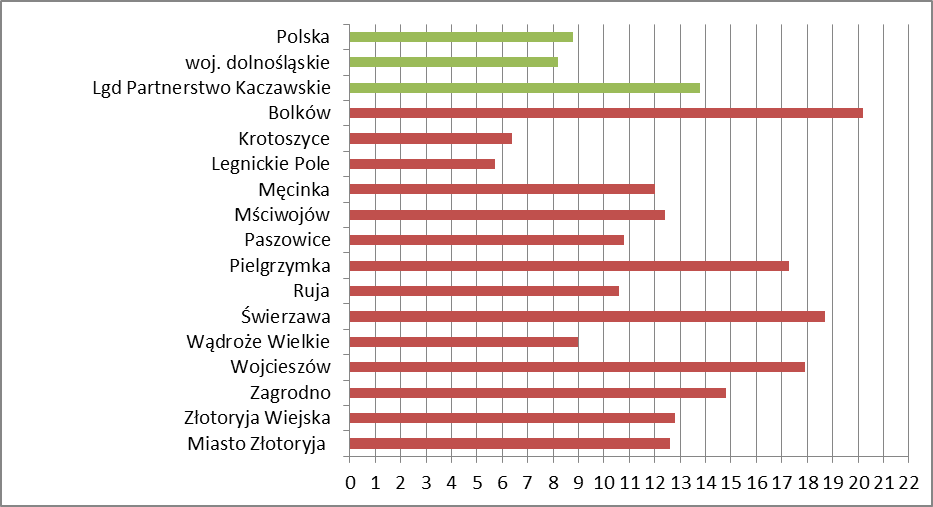 Polska
woj. dolnośląskie
Lgd Partnerstwo Kaczawskie
Bolków
Krotoszyce
Legnickie Pole
Męcinka
Mściwojów
Paszowice
Pielgrzymka
Ruja
Świerzawa
Wądroże Wielkie
Wojcieszów
Zagrodno
Złotoryja Wiejska
Miasto Złotoryja
0 1 2 3 4 5 6 7 8 9 10 11 12 13 14 15 16 17 18 19 20 21 22